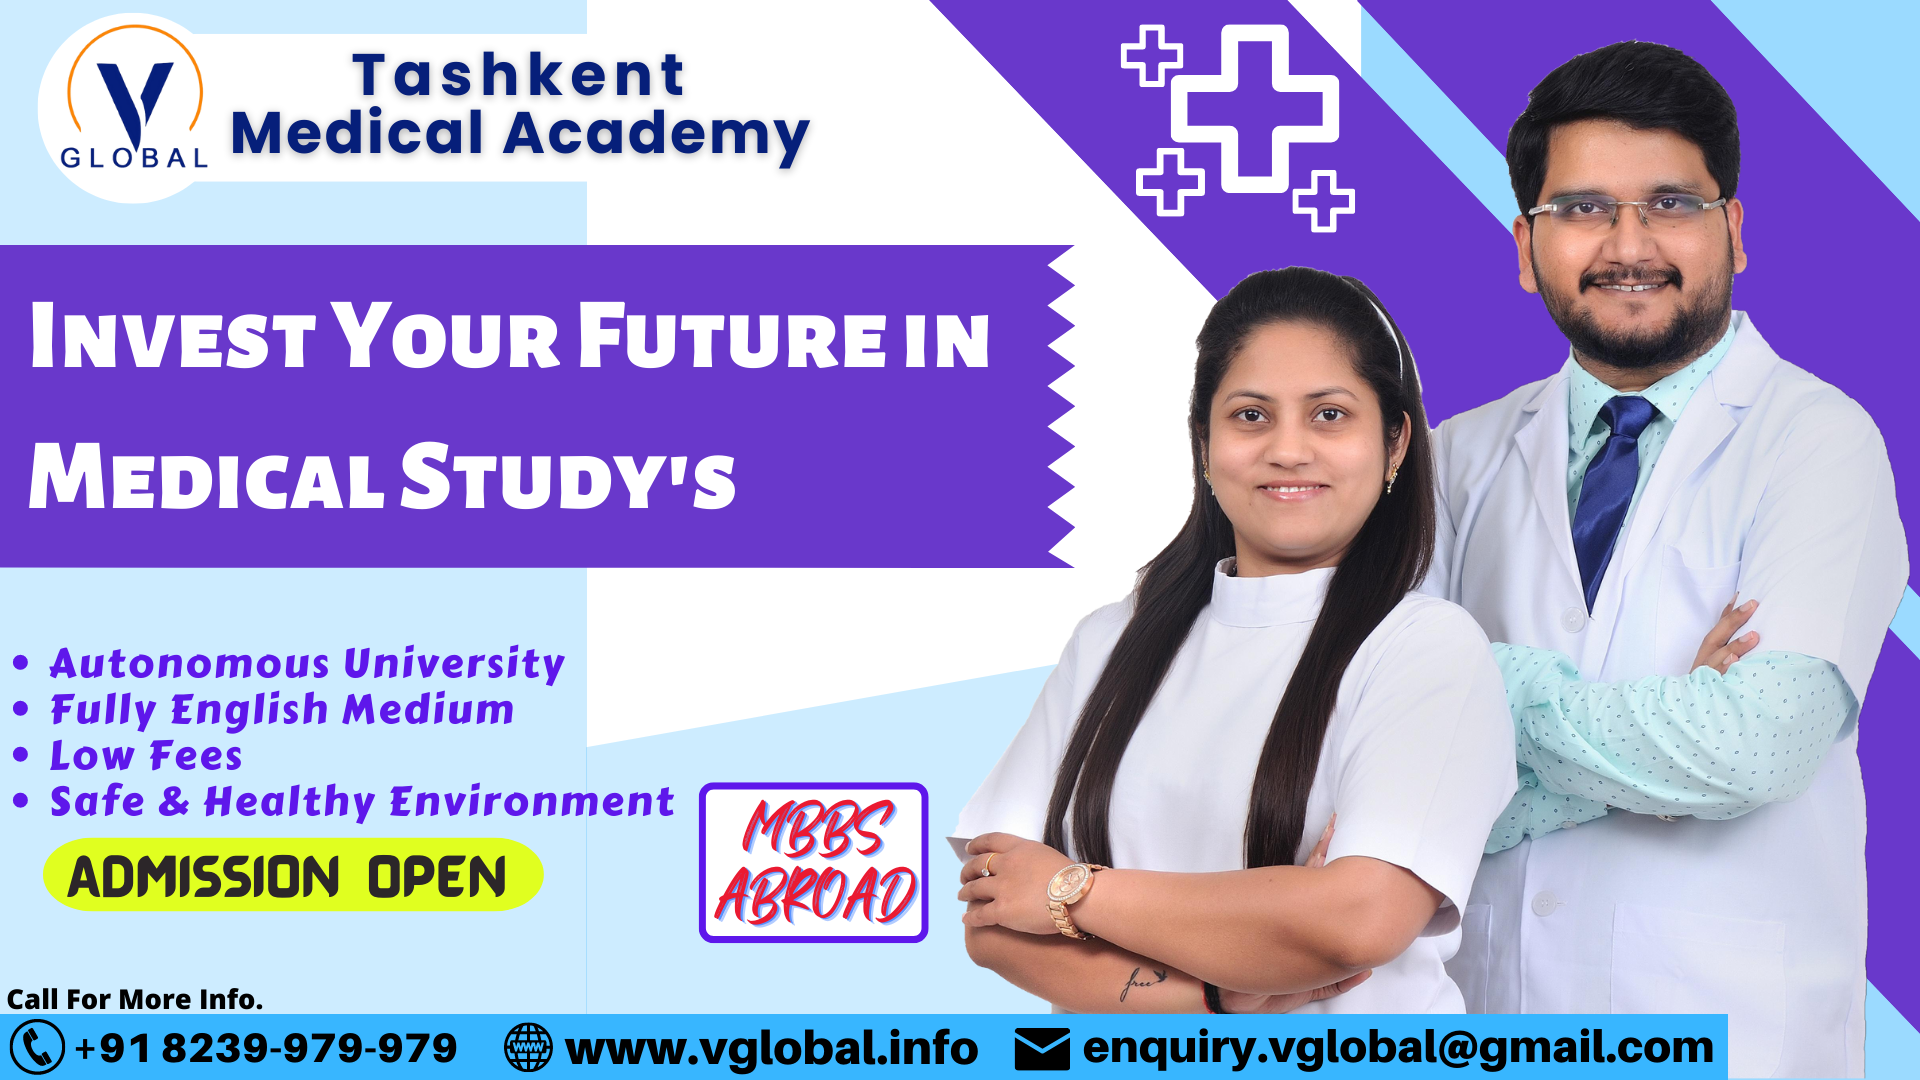 V
GLOBAL
Tashkent
Medical Academy
Invest Your Future in
Medical Study's
• Autonomous University
• Fully English Medium
• Low Fees
• Safe & Healthy Environment
ADMISSION OPEN
MBBS
ABROAD
free
Call For More Info.
+91 8239-979-979
www
www.vglobal.info
enquiry.vglobal@gmail.com